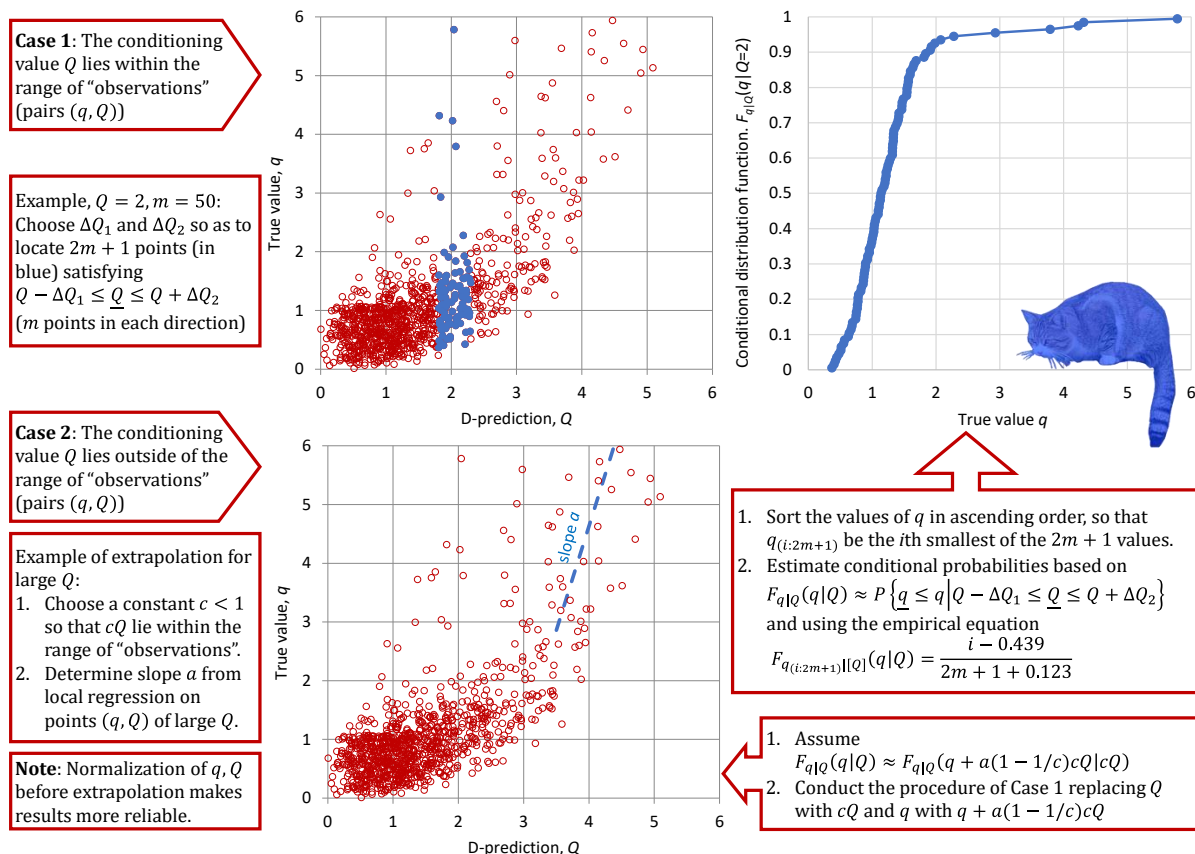 Case 1: The conditioning
value Q lies within the
range of “observations”
(pairs (q, Q))
Example, Q = 2, m = 50:
Choose ΔQ₁ and ΔQ₂ so as to
locate 2m + 1 points (in
blue) satisfying
Q − ΔQ₁ ≤ Q̲ ≤ Q + ΔQ₂
(m points in each direction)
True value, q
6
5
4
3
2
1
0
0 1 2 3 4 5 6
D-prediction, Q
Conditional distribution function. F_{q|Q}(q|Q=2)
1
0.9
0.8
0.7
0.6
0.5
0.4
0.3
0.2
0.1
0
0 1 2 3 4 5 6
True value q
Case 2: The conditioning
value Q lies outside of the
range of “observations”
(pairs (q, Q))
Example of extrapolation for
large Q:
1. Choose a constant c < 1
so that cQ lie within the
range of “observations”.
2. Determine slope a from
local regression on
points (q, Q) of large Q.
Note: Normalization of q, Q
before extrapolation makes
results more reliable.
True value, q
6
5
4
3
2
1
0
slope a
0 1 2 3 4 5 6
D-prediction, Q
1. Sort the values of q in ascending order, so that
q_{(i:2m+1)} be the ith smallest of the 2m + 1 values.
2. Estimate conditional probabilities based on
F_{q|Q}(q|Q) ≈ P{q̲ ≤ q|Q − ΔQ₁ ≤ Q̲ ≤ Q + ΔQ₂}
and using the empirical equation
F_{q_{(i:2m+1)}|[Q]}(q|Q) = (i − 0.439)/(2m + 1 + 0.123)
1. Assume
F_{q|Q}(q|Q) ≈ F_{q|Q}(q + a(1 − 1/c)cQ|cQ)
2. Conduct the procedure of Case 1 replacing Q
with cQ and q with q + a(1 − 1/c)cQ